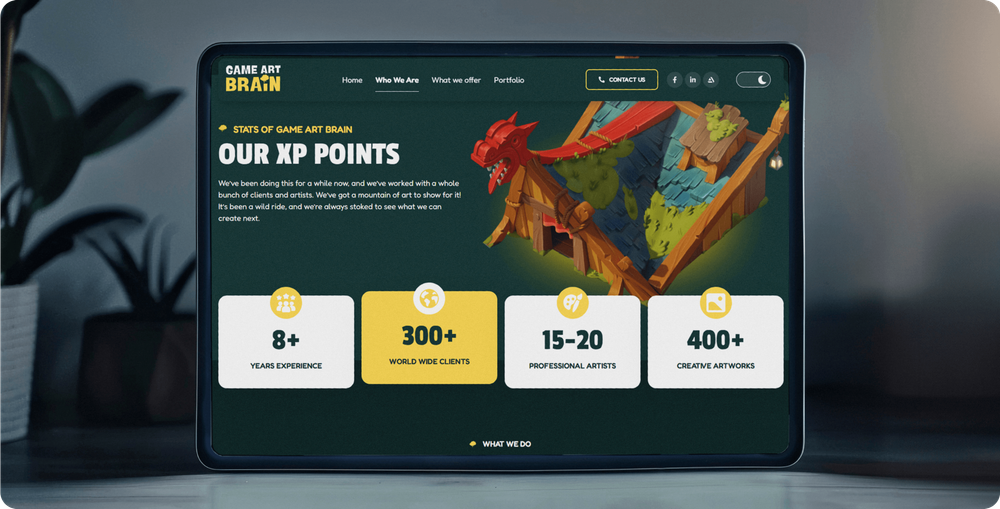 GAME ART
BRAIN
Home Who We Are What we offer Portfolio
CONTACT US
STATS OF GAME ART BRAIN
OUR XP POINTS
We've been doing this for a while now, and we've worked with a whole
bunch of clients and artists. We've got a mountain of art to show for it!
It's been a wild ride, and we're always stoked to see what we can
create next.
8+
YEARS EXPERIENCE
300+
WORLD WIDE CLIENTS
15-20
PROFESSIONAL ARTISTS
400+
CREATIVE ARTWORKS
WHAT WE DO